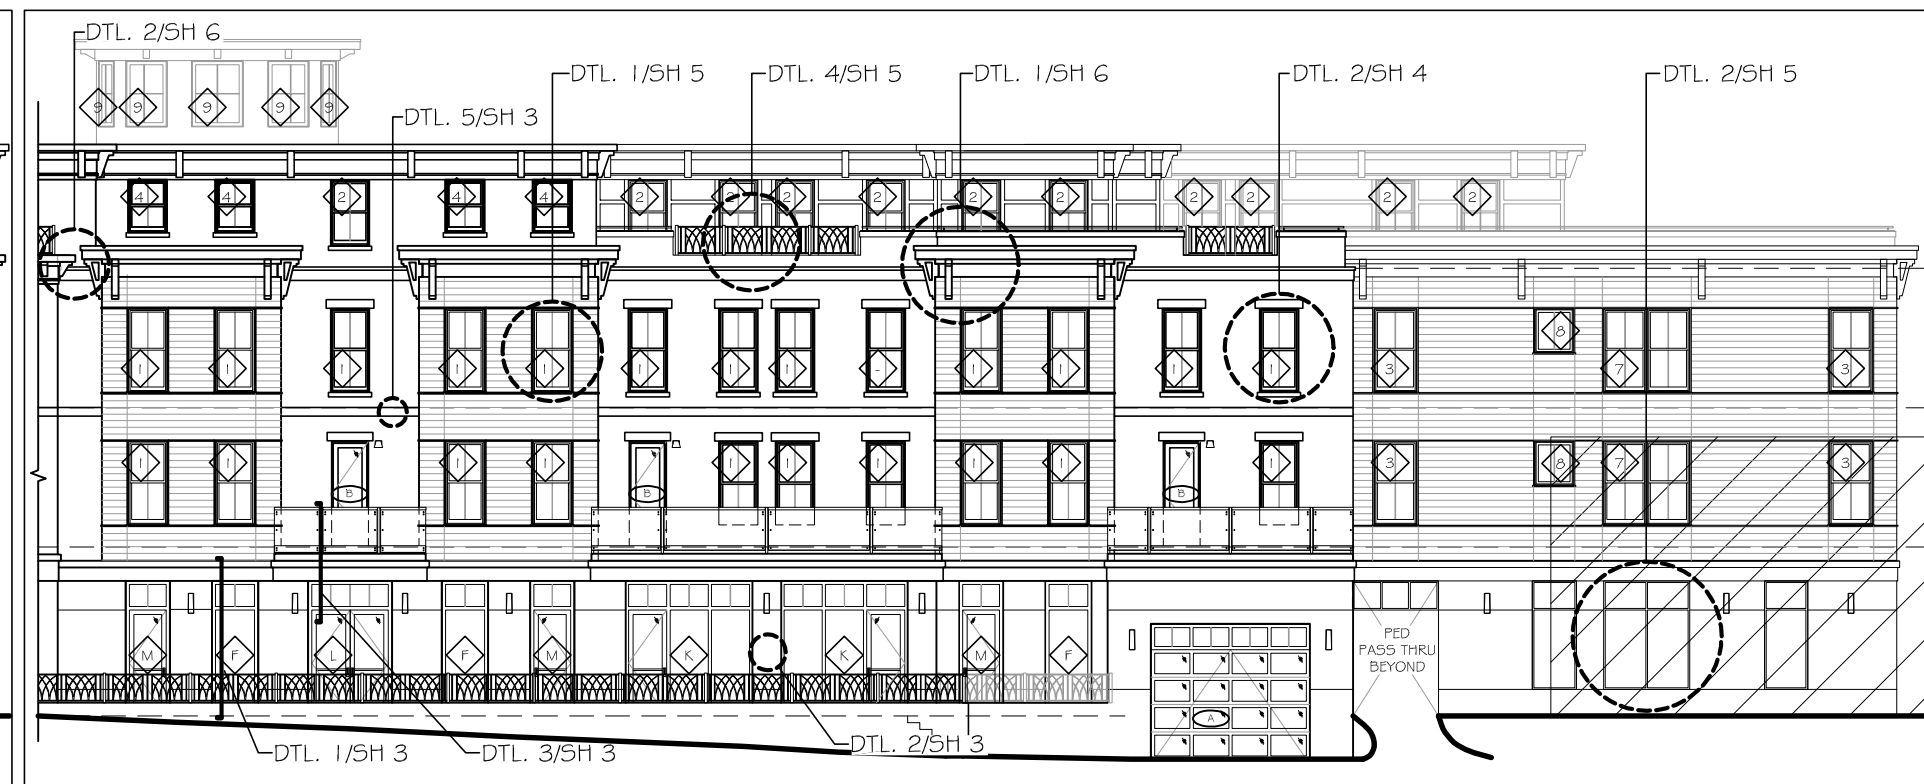 DTL. 2/SH 6
DTL. 1/SH 5
DTL. 4/SH 5
DTL. 1/SH 6
DTL. 2/SH 4
DTL. 2/SH 5
9 9 9 9 9
DTL. 5/SH 3
4 4 2 4 4 2 2 2 2 2 2 2 2 2 2
8
1 1 1 1 1 1 1 1 - 1 1 1 1 3 7 3
1 1 1 1 1 1 - 1 1 1 3 8 7 3
B B B
PED
PASS THRU
BEYOND
M F L F M K K M F
A
DTL. 1/SH 3
DTL. 3/SH 3
DTL. 2/SH 3